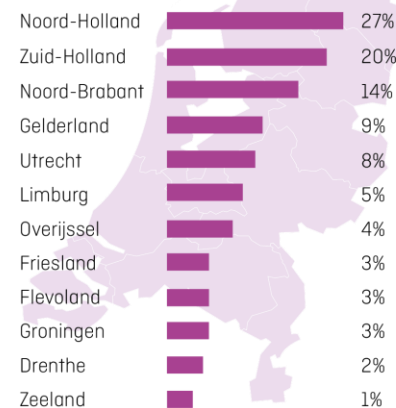 Noord-Holland 27%
Zuid-Holland 20%
Noord-Brabant 14%
Gelderland 9%
Utrecht 8%
Limburg 5%
Overijssel 4%
Friesland 3%
Flevoland 3%
Groningen 3%
Drenthe 2%
Zeeland 1%